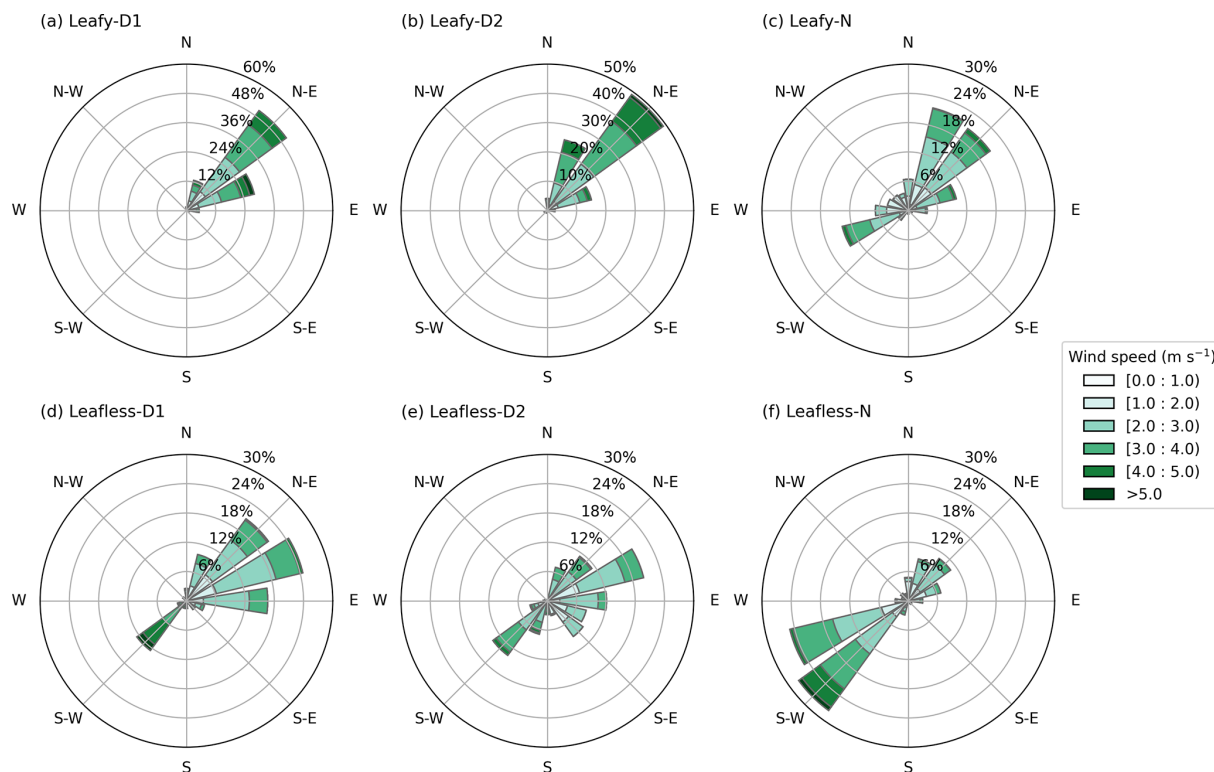 (a) Leafy-D1
N
N-E
E
S-E
S
S-W
W
N-W
12%
24%
36%
48%
60%
(b) Leafy-D2
N
N-E
E
S-E
S
S-W
W
N-W
10%
20%
30%
40%
50%
(c) Leafy-N
N
N-E
E
S-E
S
S-W
W
N-W
6%
12%
18%
24%
30%
Wind speed (m s⁻¹)
[0.0 : 1.0)
[1.0 : 2.0)
[2.0 : 3.0)
[3.0 : 4.0)
[4.0 : 5.0)
>5.0
(d) Leafless-D1
N
N-E
E
S-E
S
S-W
W
N-W
6%
12%
18%
24%
30%
(e) Leafless-D2
N
N-E
E
S-E
S
S-W
W
N-W
6%
12%
18%
24%
30%
(f) Leafless-N
N
N-E
E
S-E
S
S-W
W
N-W
6%
12%
18%
24%
30%